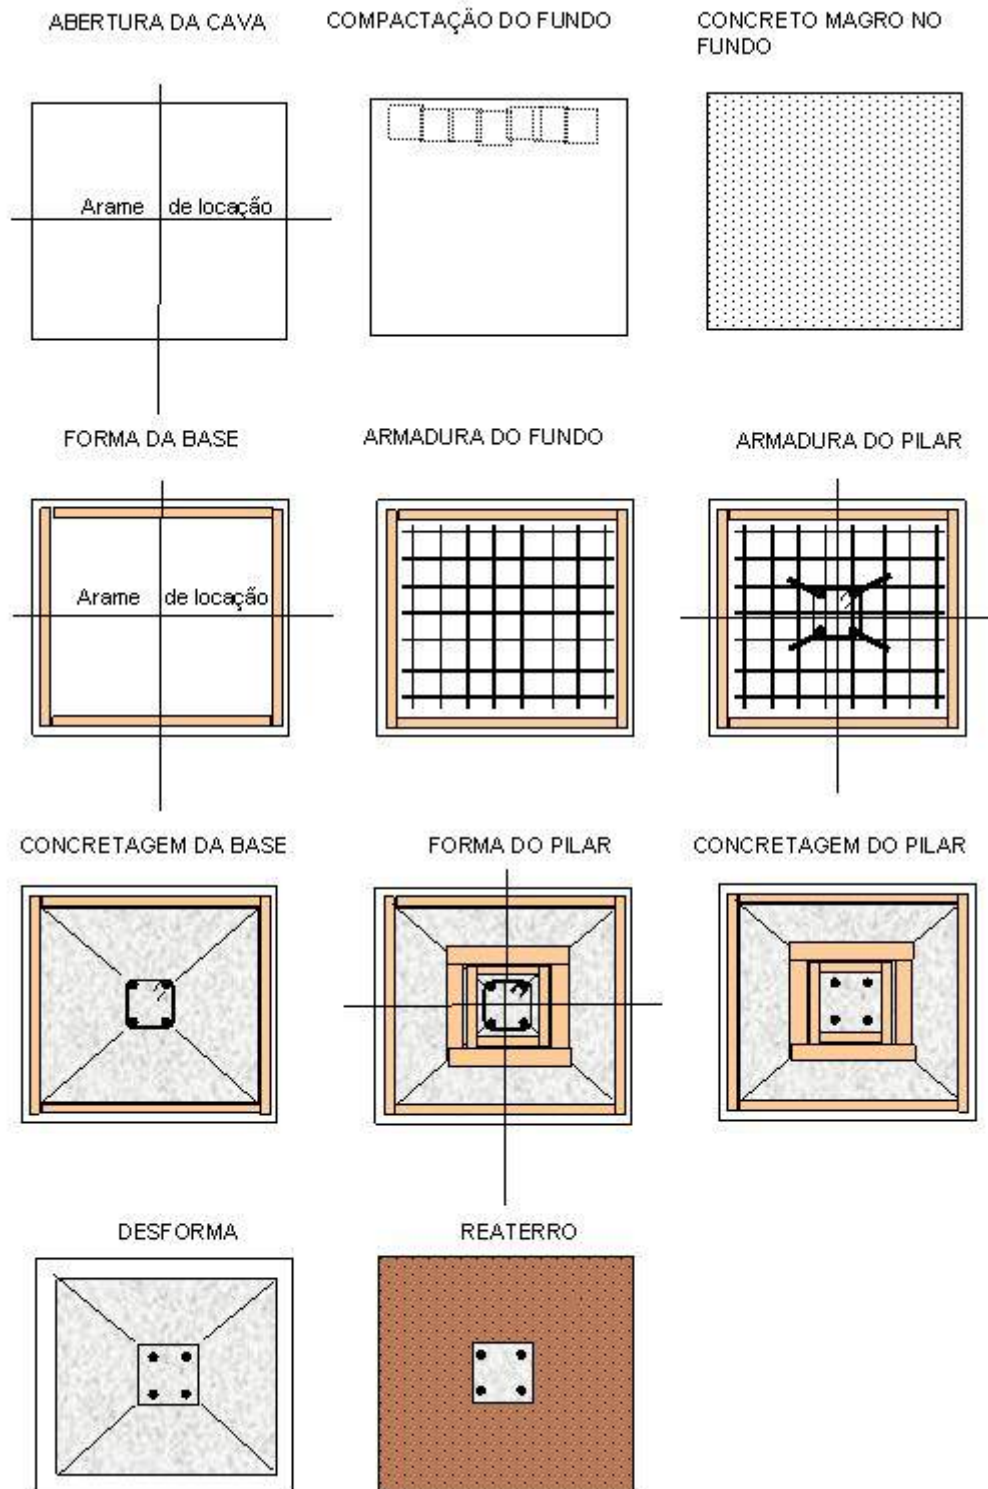 ABERTURA DA CAVA
COMPACTAÇÃO DO FUNDO
CONCRETO MAGRO NO
FUNDO
Arame de locação
FORMA DA BASE
ARMADURA DO FUNDO
ARMADURA DO PILAR
Arame de locação
CONCRETAGEM DA BASE
FORMA DO PILAR
CONCRETAGEM DO PILAR
DESFORMA
REATERRO